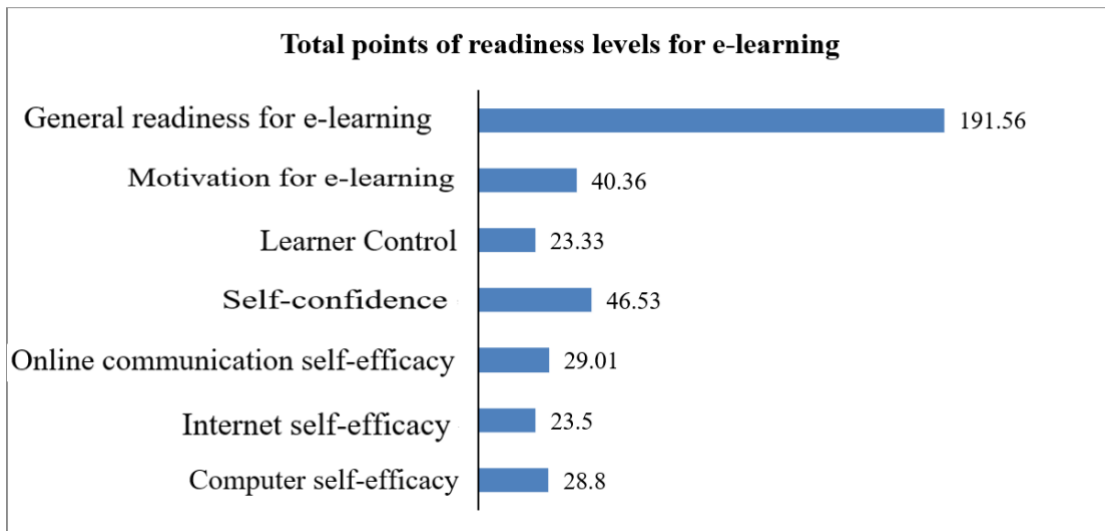 Total points of readiness levels for e-learning
General readiness for e-learning 191.56
Motivation for e-learning 40.36
Learner Control 23.33
Self-confidence 46.53
Online communication self-efficacy 29.01
Internet self-efficacy 23.5
Computer self-efficacy 28.8